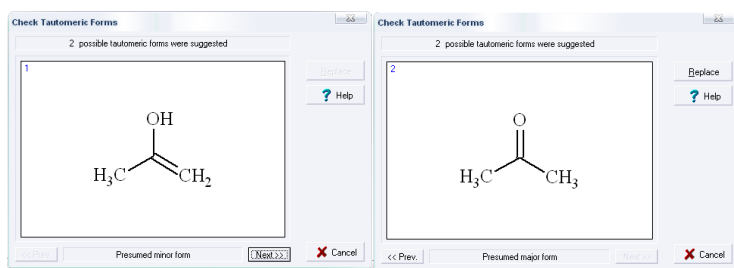 Check Tautomeric Forms
2 possible tautomeric forms were suggested
1
Replace
Help
OH
H3C
CH2
<< Prev.
Presumed minor form
Next >>
Cancel
Check Tautomeric Forms
2 possible tautomeric forms were suggested
2
Replace
Help
O
H3C
CH3
<< Prev.
Presumed major form
Next >>
Cancel